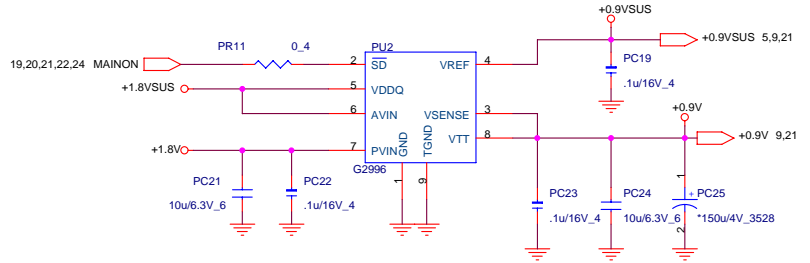 +0.9VSUS
+0.9VSUS 5,9,21
PR11 0_4
PU2
PC19
.1u/16V_4
19,20,21,22,24 MAINON
2 SD VREF 4
+1.8VSUS
5 VDDQ
6 AVIN VSENSE 3
+0.9V
VTT 8
+0.9V 9,21
+1.8V
7 PVIN
GND TGND
G2996
1 9
PC21
10u/6.3V_6
PC22
.1u/16V_4
PC23
.1u/16V_4
PC24
10u/6.3V_6
1
+
PC25
*150u/4V_3528
2